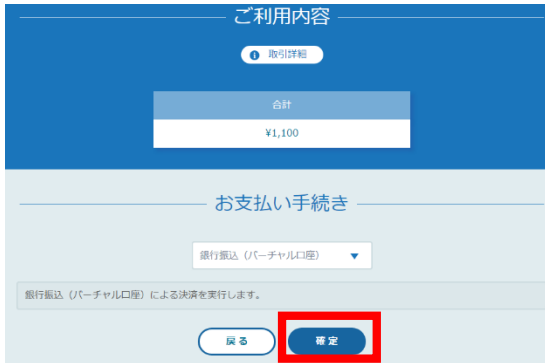 ご利用内容
取引詳細
合計
¥1,100
お支払い手続き
銀行振込（バーチャル口座）
銀行振込（バーチャル口座）による決済を実行します。
戻る
確定